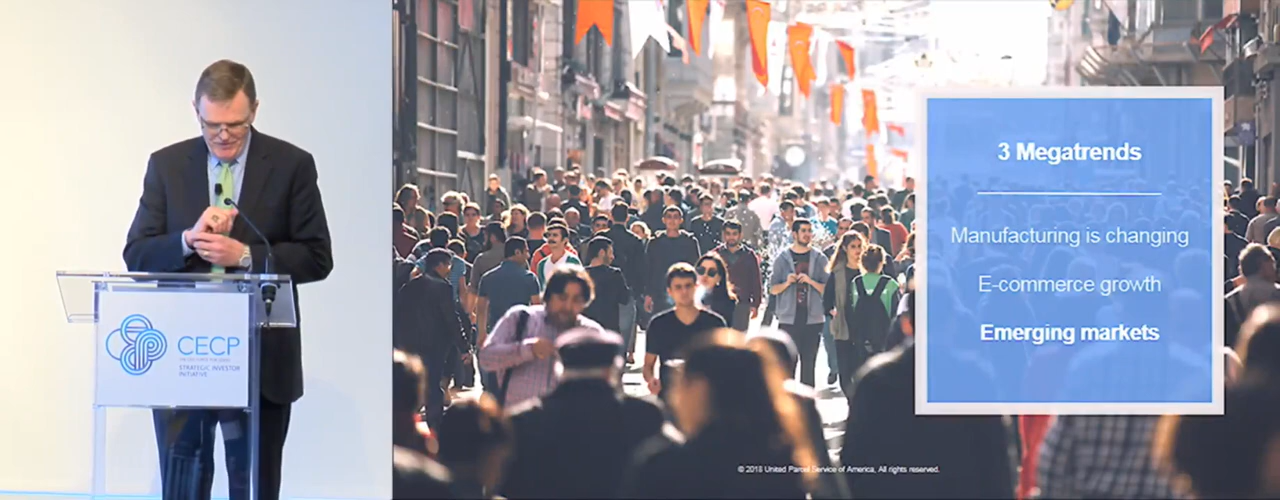 CECP
STRATEGIC INVESTOR
INITIATIVE
3 Megatrends
Manufacturing is changing
E-commerce growth
Emerging markets
© 2018 United Parcel Service of America, All rights reserved.